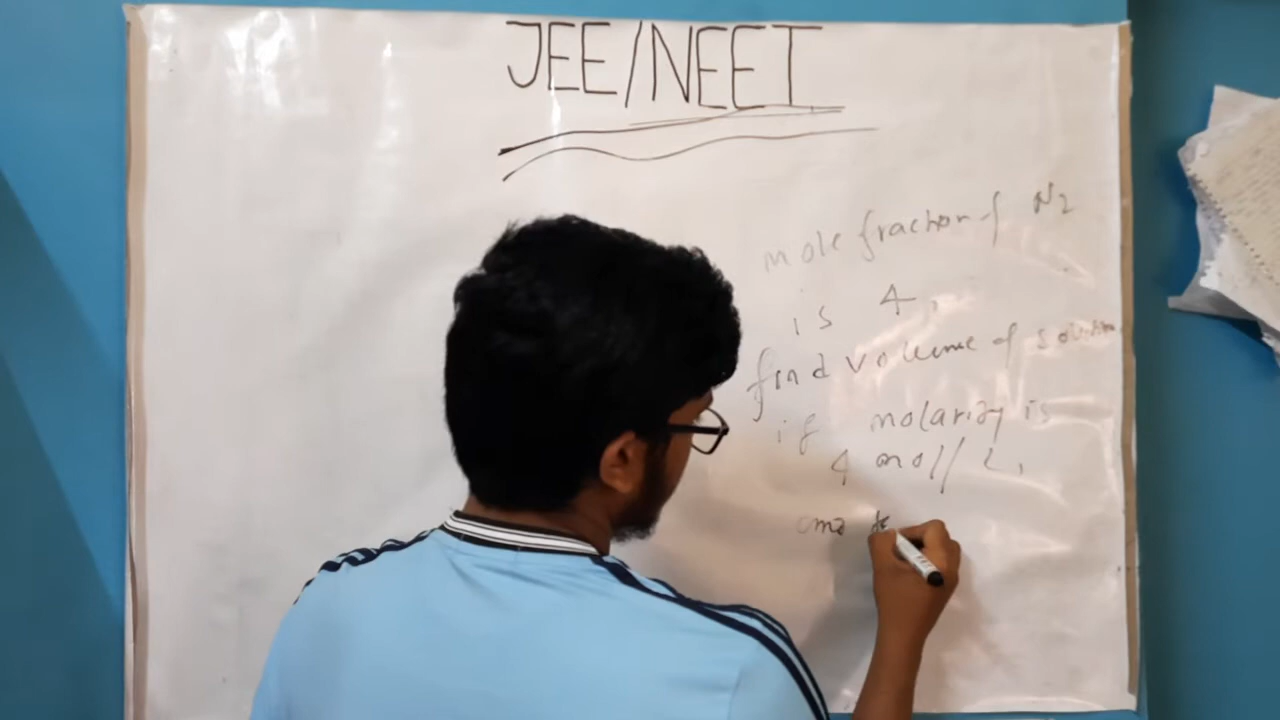 JEE/NEET
mole fraction of N2
is 4,
find volume of solution
if molarity is
4 mol/L,